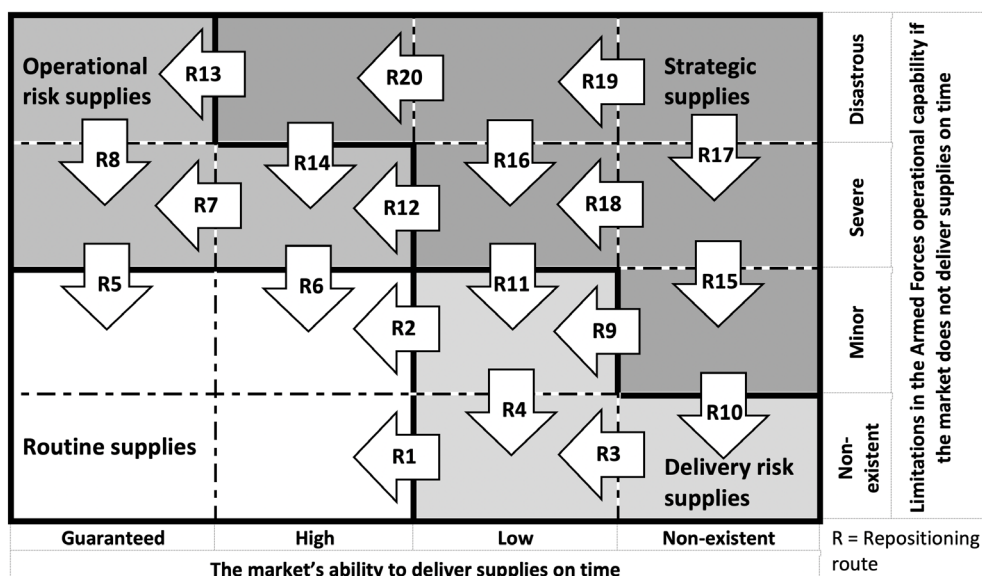 Operational
risk supplies
R13
R20
R19
Strategic
supplies
Disastrous
R8
R14
R16
R17
R7
R12
R18
Severe
R5
R6
R11
R15
R2
R9
Minor
R4
R10
Routine supplies
R1
R3
Delivery risk
supplies
Non-
existent
Limitations in the Armed Forces operational capability if
the market does not deliver supplies on time
Guaranteed
High
Low
Non-existent
R = Repositioning
route
The market's ability to deliver supplies on time